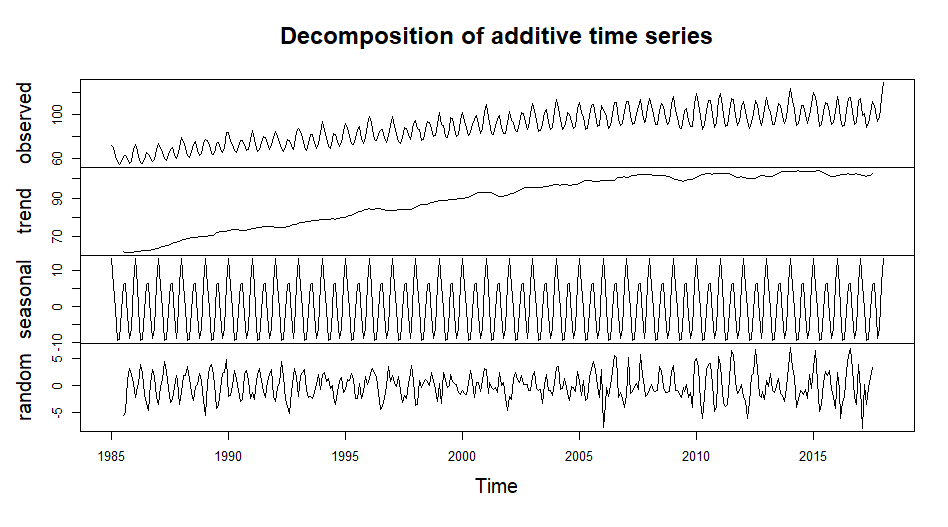 Decomposition of additive time series
observed
60 100
trend
70 90
seasonal
-10 0 10
random
-5 0 5
1985 1990 1995 2000 2005 2010 2015
Time